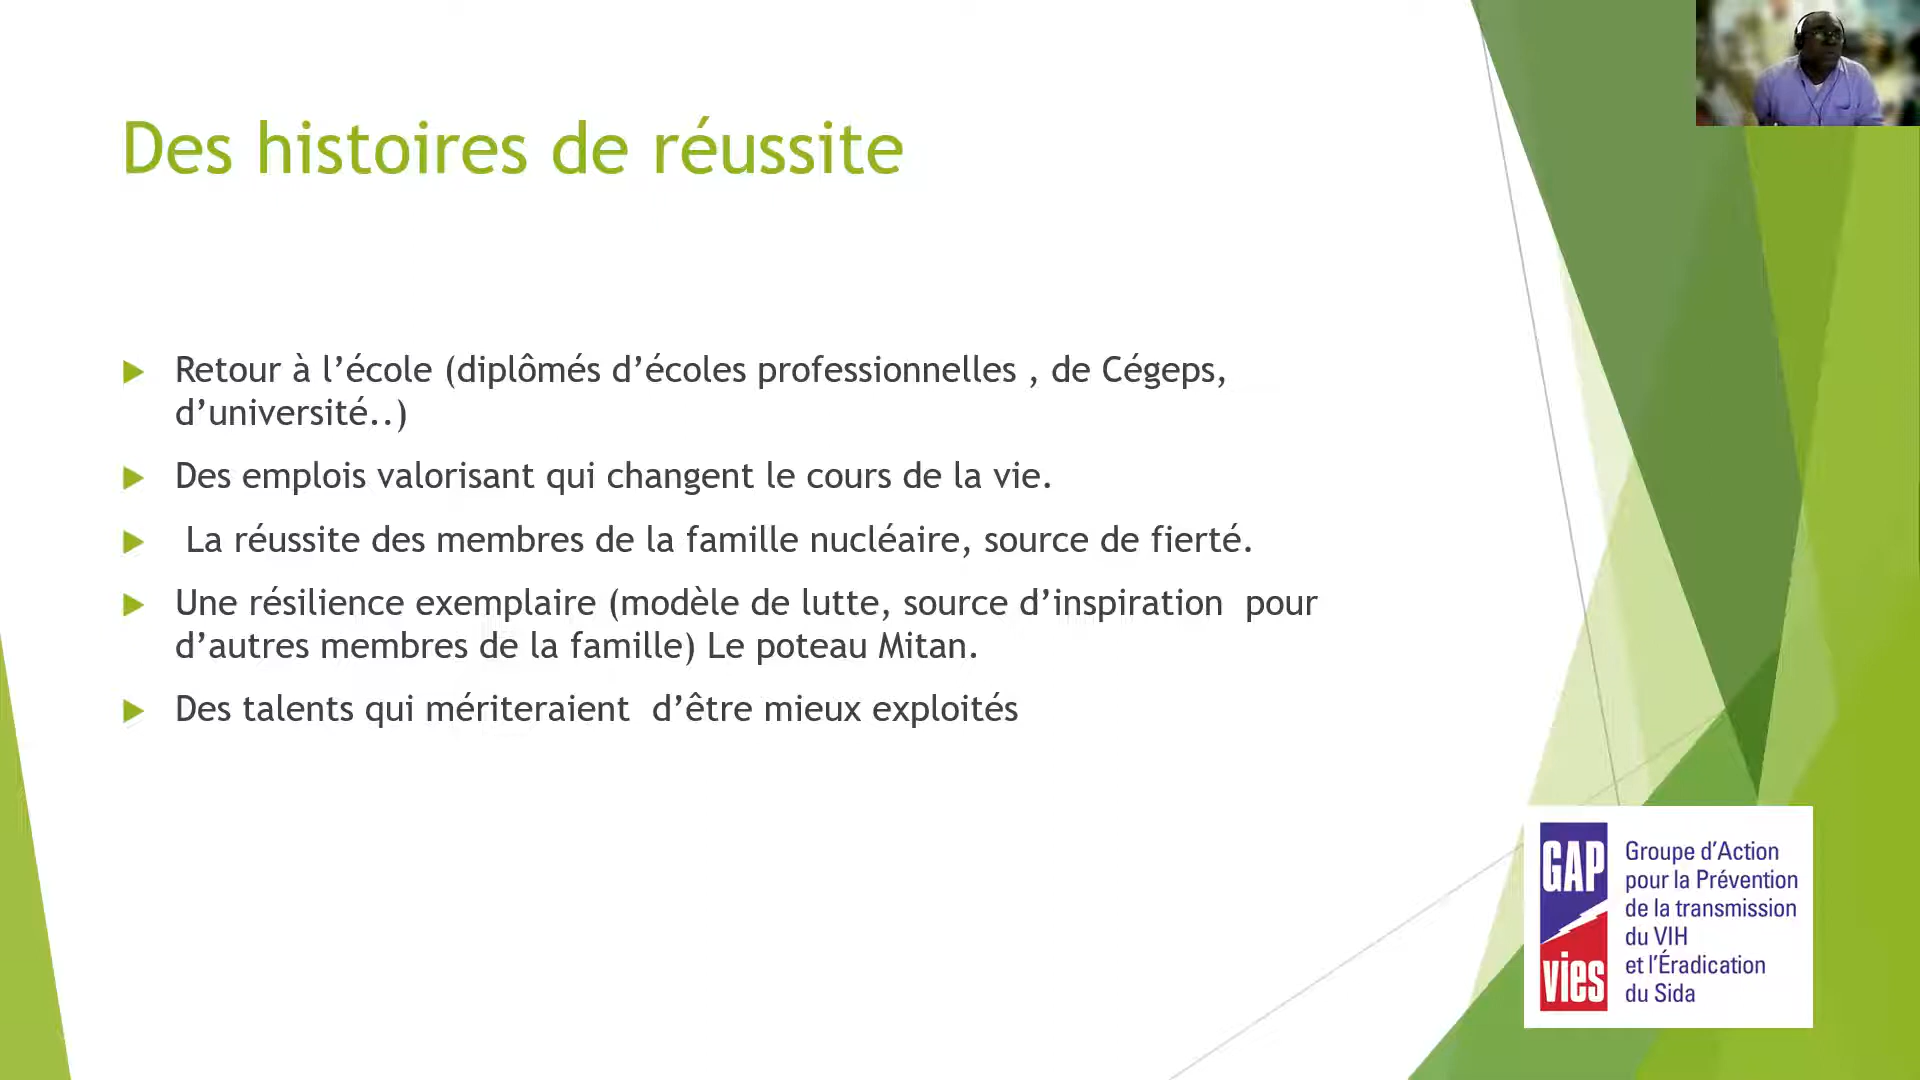 Des histoires de réussite
Retour à l’école (diplômés d’écoles professionnelles , de Cégeps,
d’université..)
Des emplois valorisant qui changent le cours de la vie.
La réussite des membres de la famille nucléaire, source de fierté.
Une résilience exemplaire (modèle de lutte, source d’inspiration  pour
d’autres membres de la famille) Le poteau Mitan.
Des talents qui mériteraient  d’être mieux exploités
GAP
vies
Groupe d’Action
pour la Prévention
de la transmission
du VIH
et l’Éradication
du Sida